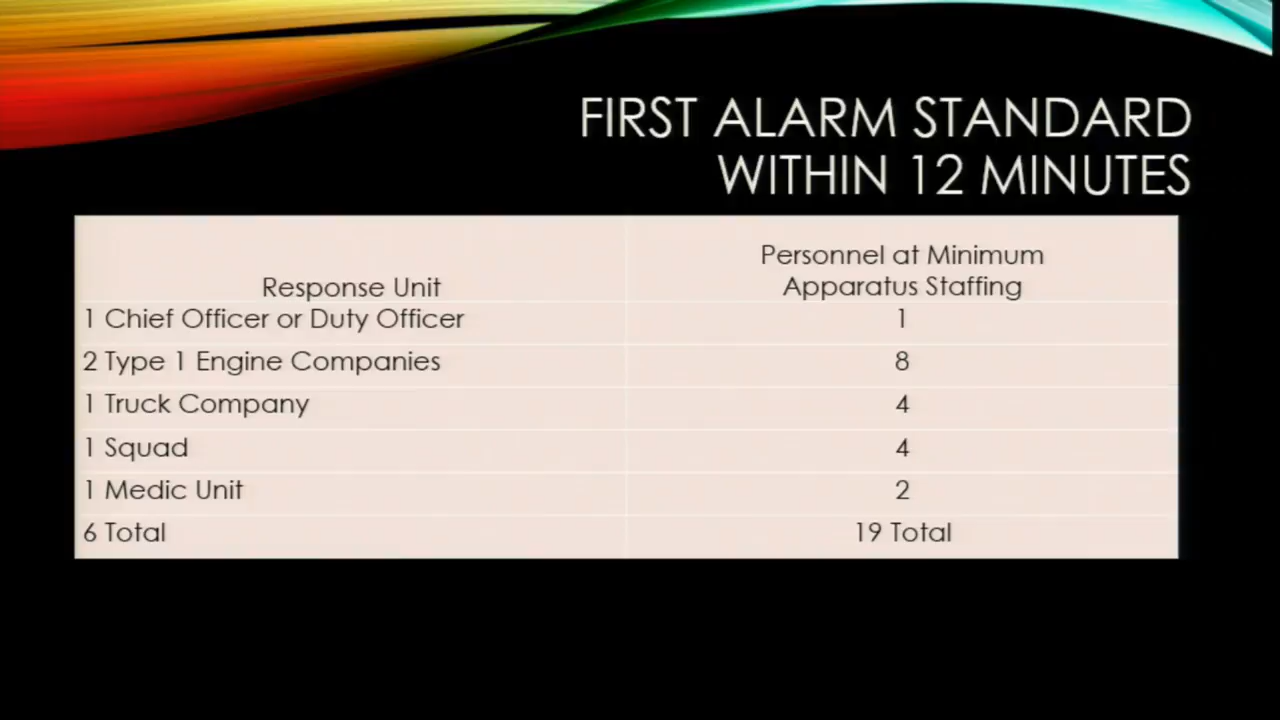 FIRST ALARM STANDARD
WITHIN 12 MINUTES
Response Unit
Personnel at Minimum
Apparatus Staffing
1 Chief Officer or Duty Officer 1
2 Type 1 Engine Companies 8
1 Truck Company 4
1 Squad 4
1 Medic Unit 2
6 Total 19 Total